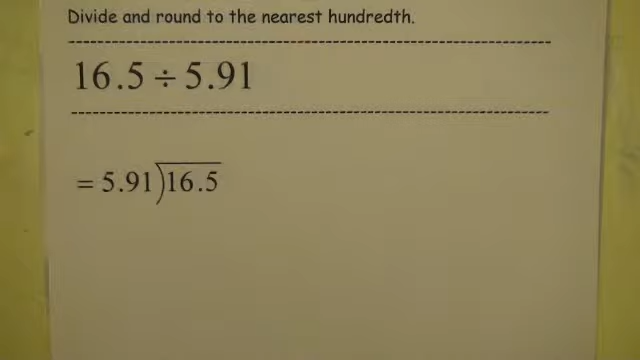 Divide and round to the nearest hundredth.
16.5 ÷ 5.91
= 5.91)16.5